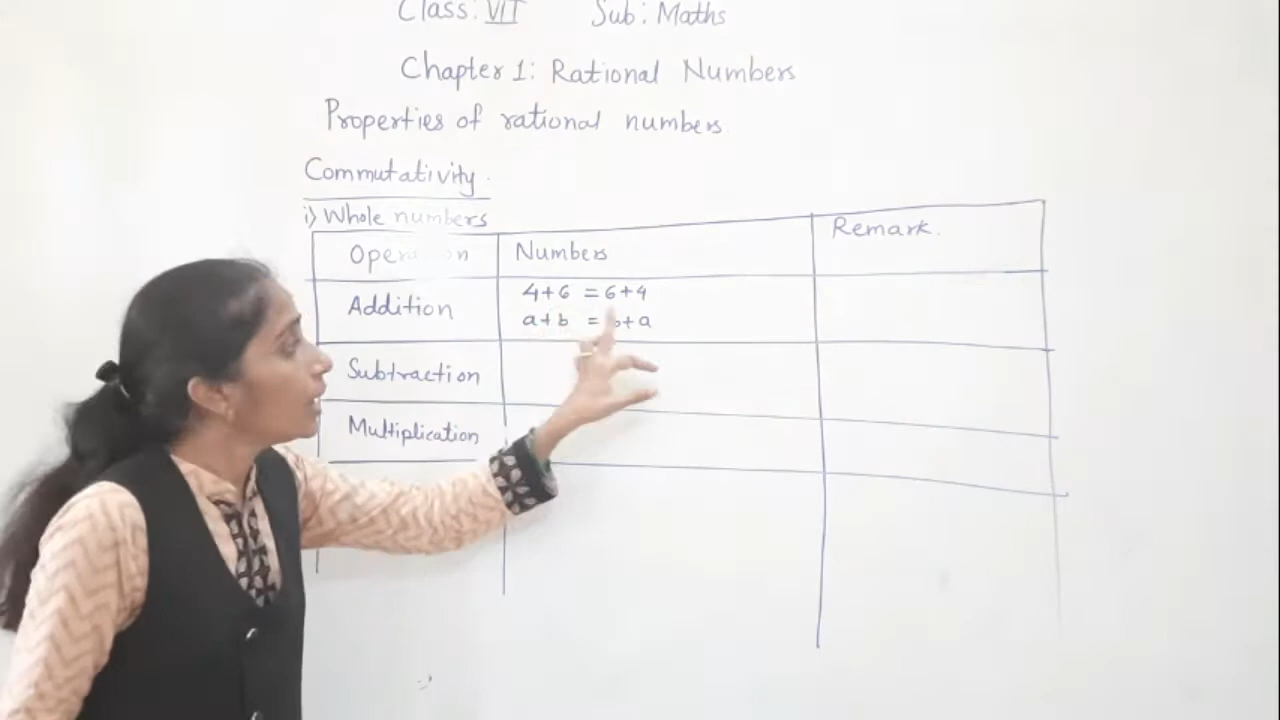 Class: VII Sub: Maths
Chapter 1: Rational Numbers
Properties of rational numbers.
Commutativity.
i) Whole numbers
Operation Numbers Remark.
Addition 4+6 = 6+4
a+b = b+a
Subtraction
Multiplication